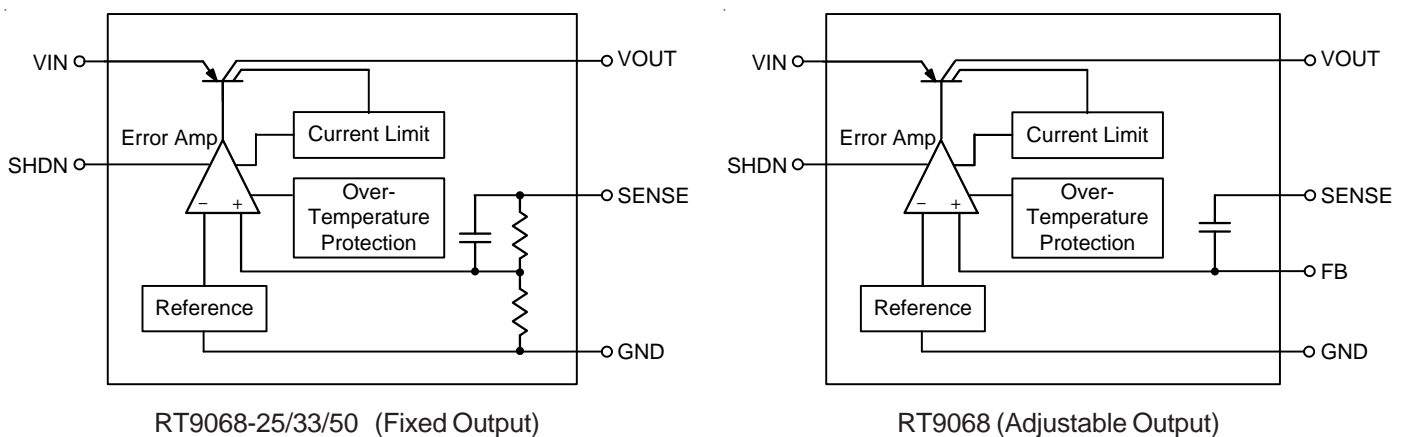 VIN
VOUT
Error Amp
Current Limit
SHDN
Over-
Temperature
Protection
SENSE
− +
Reference
GND
RT9068-25/33/50 (Fixed Output)
VIN
VOUT
Error Amp
Current Limit
SHDN
Over-
Temperature
Protection
SENSE
− +
FB
Reference
GND
RT9068 (Adjustable Output)